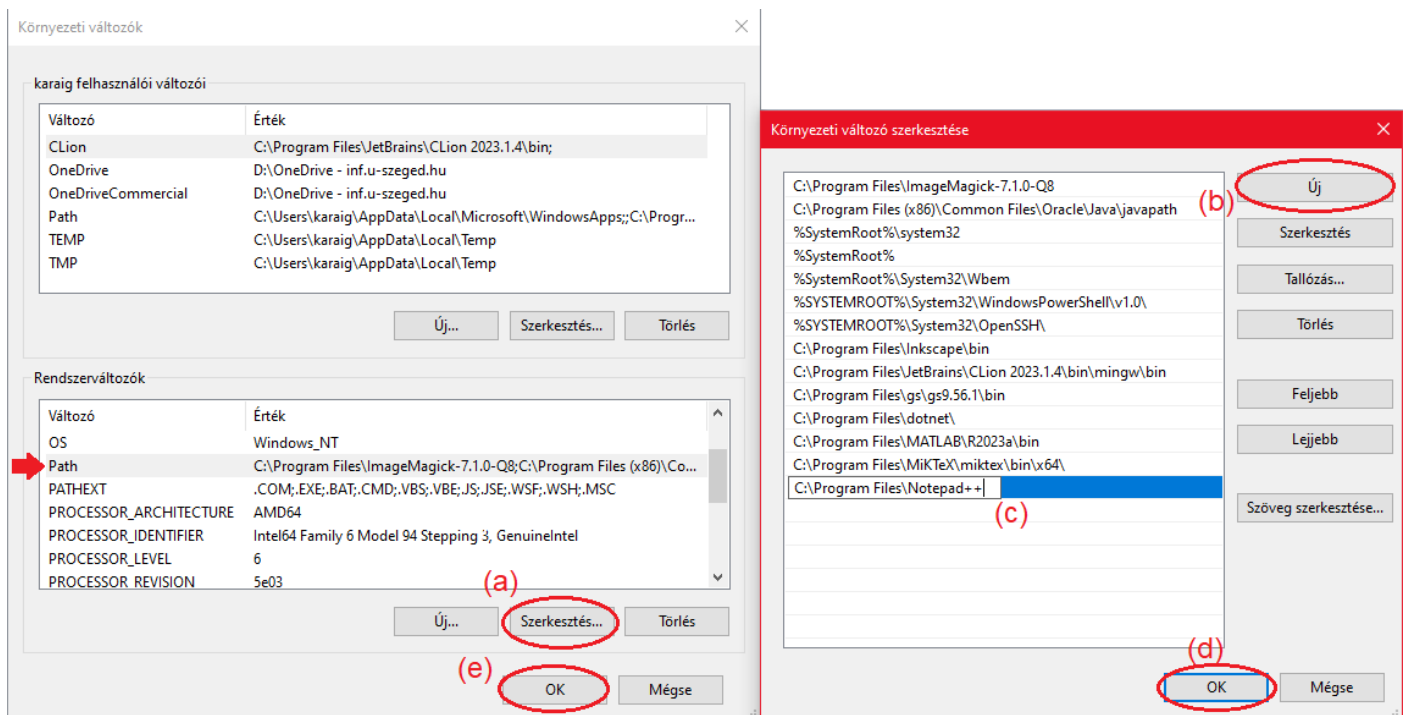 Környezeti változók
karaig felhasználói változói
Változó Érték
CLion C:\Program Files\JetBrains\CLion 2023.1.4\bin;
OneDrive D:\OneDrive - inf.u-szeged.hu
OneDriveCommercial D:\OneDrive - inf.u-szeged.hu
Path C:\Users\karaig\AppData\Local\Microsoft\WindowsApps;;C:\Progr...
TEMP C:\Users\karaig\AppData\Local\Temp
TMP C:\Users\karaig\AppData\Local\Temp
Új... Szerkesztés... Törlés
Rendszerváltozók
Változó Érték
OS Windows_NT
Path C:\Program Files\ImageMagick-7.1.0-Q8;C:\Program Files (x86)\Co...
PATHEXT .COM;.EXE;.BAT;.CMD;.VBS;.VBE;.JS;.JSE;.WSF;.WSH;.MSC
PROCESSOR_ARCHITECTURE AMD64
PROCESSOR_IDENTIFIER Intel64 Family 6 Model 94 Stepping 3, GenuineIntel
PROCESSOR_LEVEL 6
PROCESSOR_REVISION 5e03
(a)
Új... Szerkesztés... Törlés
(e)
OK Mégse
Környezeti változó szerkesztése
C:\Program Files\ImageMagick-7.1.0-Q8
C:\Program Files (x86)\Common Files\Oracle\Java\javapath
%SystemRoot%\system32
%SystemRoot%
%SystemRoot%\System32\Wbem
%SYSTEMROOT%\System32\WindowsPowerShell\v1.0\
%SYSTEMROOT%\System32\OpenSSH\
C:\Program Files\Inkscape\bin
C:\Program Files\JetBrains\CLion 2023.1.4\bin\mingw\bin
C:\Program Files\gs\gs9.56.1\bin
C:\Program Files\dotnet\
C:\Program Files\MATLAB\R2023a\bin
C:\Program Files\MiKTeX\miktex\bin\x64\
C:\Program Files\Notepad++
(c)
(b)
Új
Szerkesztés
Tallózás...
Törlés
Feljebb
Lejjebb
Szöveg szerkesztése...
(d)
OK Mégse